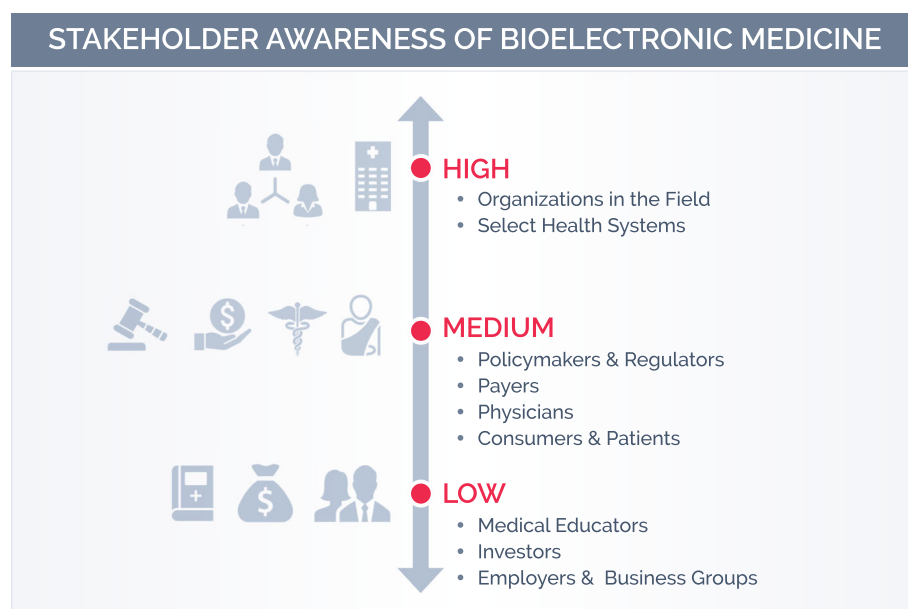 STAKEHOLDER AWARENESS OF BIOELECTRONIC MEDICINE
HIGH
• Organizations in the Field
• Select Health Systems
$
MEDIUM
• Policymakers & Regulators
• Payers
• Physicians
• Consumers & Patients
$
LOW
• Medical Educators
• Investors
• Employers &  Business Groups